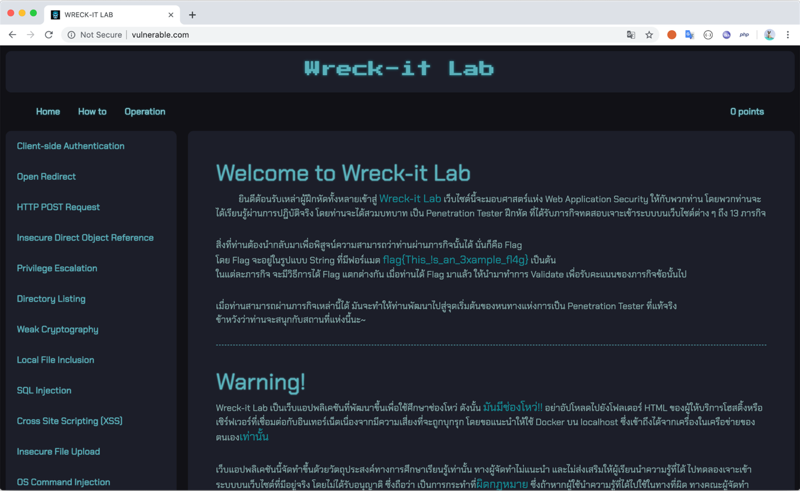 WRECK-IT LAB
Not Secure | vulnerable.com
php
Wreck-it Lab
Home How to Operation 0 points
Client-side Authentication
Open Redirect
HTTP POST Request
Insecure Direct Object Reference
Privilege Escalation
Directory Listing
Weak Cryptography
Local File Inclusion
SQL Injection
Cross Site Scripting (XSS)
Insecure File Upload
OS Command Injection
Welcome to Wreck-it Lab
ยินดีต้อนรับเหล่าผู้ฝึกหัดทั้งหลายเข้าสู่ Wreck-it Lab เว็บไซต์นี้จะมอบศาสตร์แห่ง Web Application Security ให้กับพวกท่าน โดยพวกท่านจะ
ได้เรียนรู้ผ่านการปฏิบัติจริง โดยท่านจะได้สวมบทบาท เป็น Penetration Tester ฝึกหัด ที่ได้รับภารกิจทดสอบเจาะเข้าระบบบนเว็บไซต์ต่าง ๆ ถึง 13 ภารกิจ
สิ่งที่ท่านต้องนำกลับมาเพื่อพิสูจน์ความสามารถว่าท่านผ่านภารกิจนั้นได้ นั่นก็คือ Flag
โดย Flag จะอยู่ในรูปแบบ String ที่มีฟอร์แมต flag{This_!s_an_3xample_fl4g} เป็นต้น
ในแต่ละภารกิจ จะมีวิธีการได้ Flag แตกต่างกัน เมื่อท่านได้ Flag มาแล้ว ให้นำมาทำการ Validate เพื่อรับคะแนนของภารกิจข้อนั้นไป
เมื่อท่านสามารถผ่านภารกิจเหล่านี้ได้ มันจะทำให้ท่านพัฒนาไปสู่จุดเริ่มต้นของหนทางแห่งการเป็น Penetration Tester ที่แท้จริง
ข้าหวังว่าท่านจะสนุกกับสถานที่แห่งนี้นะ~
Warning!
Wreck-it Lab เป็นเว็บแอปพลิเคชันที่พัฒนาขึ้นเพื่อใช้ศึกษาช่องโหว่ ดังนั้น มันมีช่องโหว่!! อย่าอัปโหลดไปยังโฟลเดอร์ HTML ของผู้ให้บริการโฮสติ้งหรือ
เซิร์ฟเวอร์ที่เชื่อมต่อกับอินเทอร์เน็ตเนื่องจากมีความเสี่ยงที่จะถูกบุกรุก โดยขอแนะนำให้ใช้ Docker บน localhost ซึ่งเข้าถึงได้จากเครื่องในเครือข่ายของ
ตนเองเท่านั้น
เว็บแอปพลิเคชันนี้จัดทำขึ้นด้วยวัตถุประสงค์ทางการศึกษาเรียนรู้เท่านั้น ทางผู้จัดทำไม่แนะนำ และไม่ส่งเสริมให้ผู้เรียนนำความรู้ที่ได้ ไปทดลองเจาะเข้า
ระบบบนเว็บไซต์ที่มีอยู่จริง โดยไม่ได้รับอนุญาติ ซึ่งถือว่า เป็นการกระทำที่ผิดกฎหมาย ซึ่งถ้าหากผู้ใช้นำความรู้ที่ได้ไปใช้ในทางที่ผิด ทางคณะผู้จัดทำ